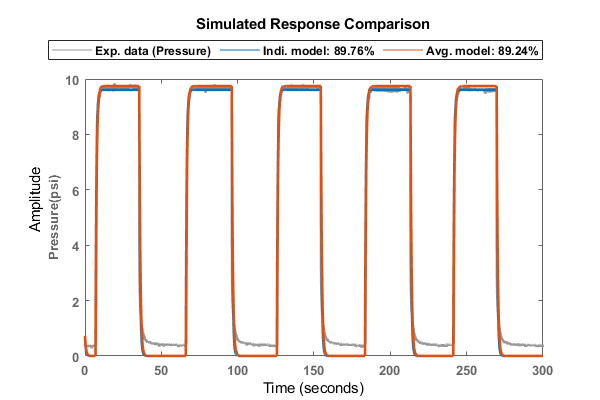 Simulated Response Comparison
Exp. data (Pressure) Indi. model: 89.76% Avg. model: 89.24%
10
8
6
4
2
0
Amplitude
Pressure(psi)
0 50 100 150 200 250 300
Time (seconds)